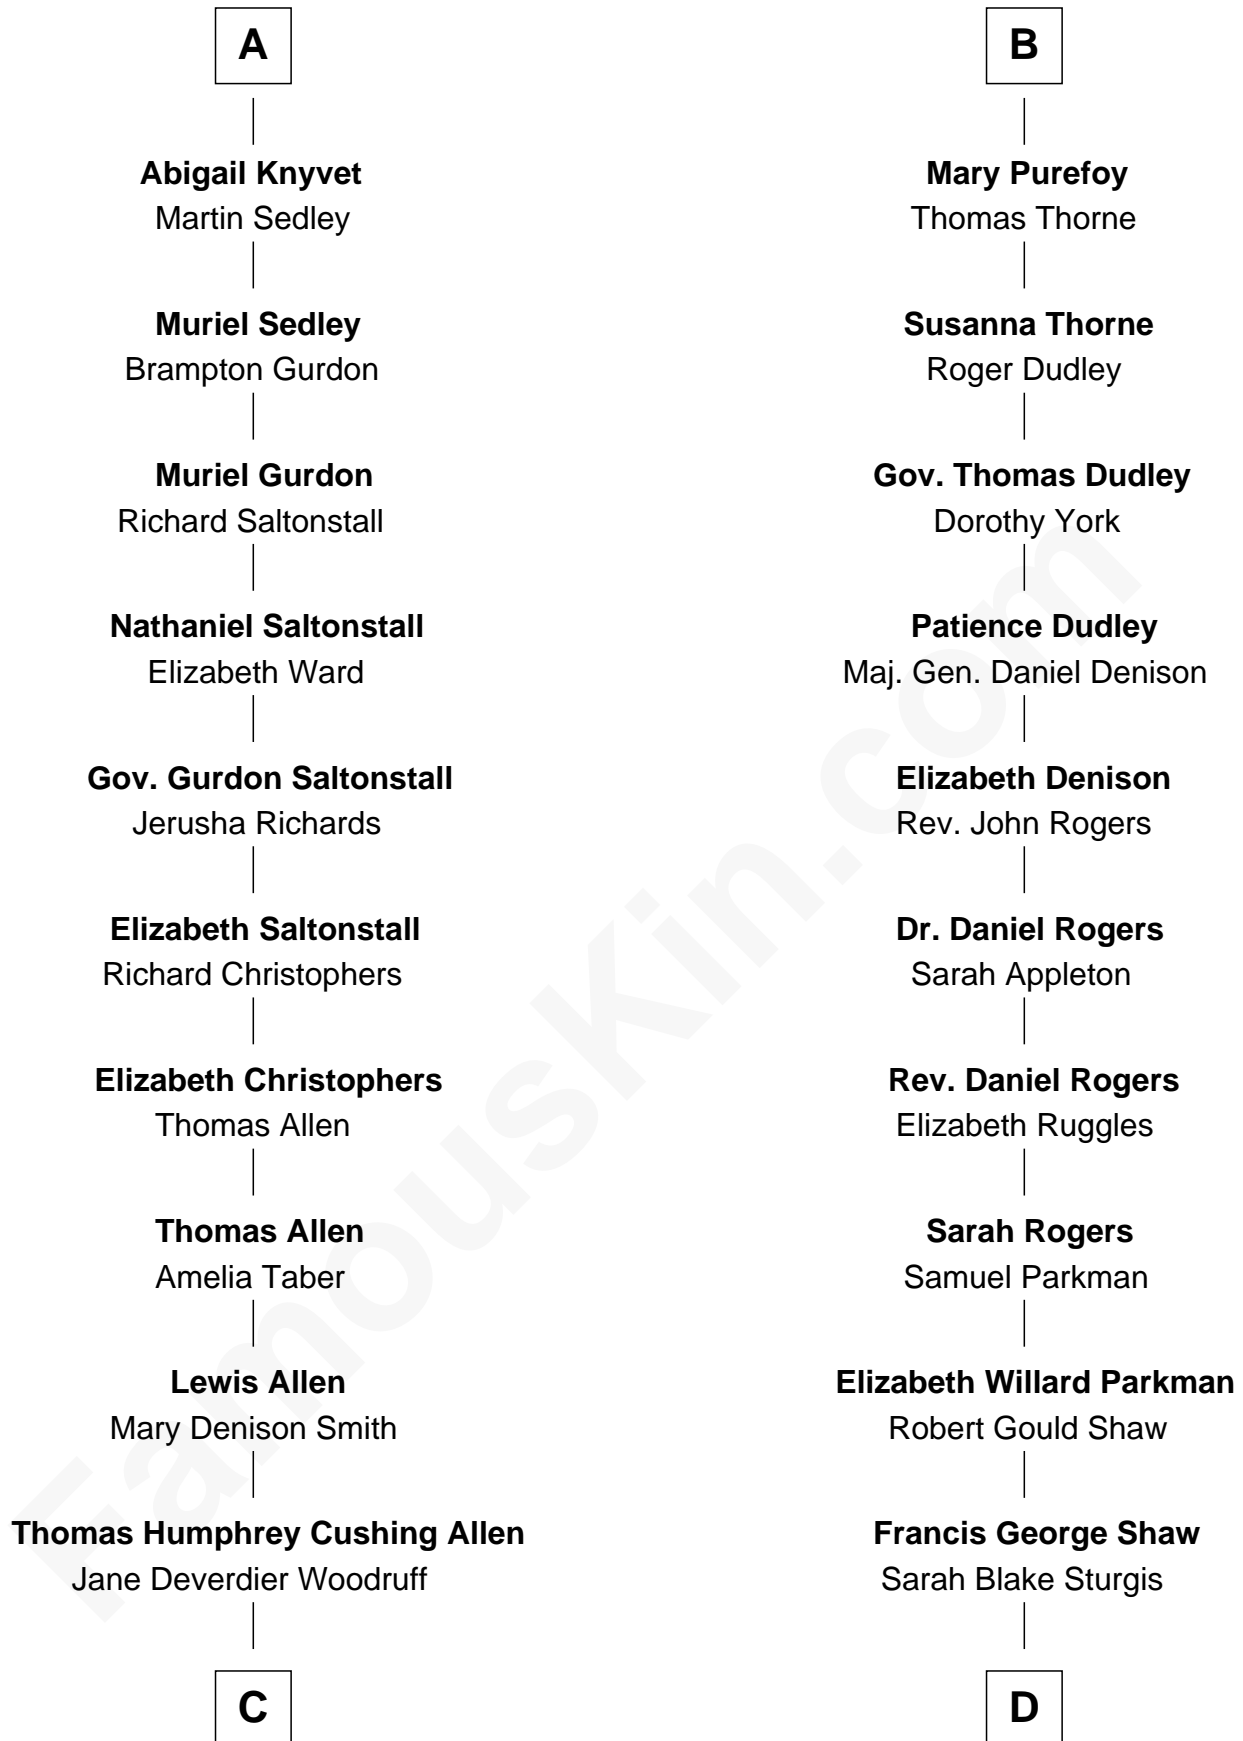 A
Abigail Knyvet
Martin Sedley
Muriel Sedley
Brampton Gurdon
Muriel Gurdon
Richard Saltonstall
Nathaniel Saltonstall
Elizabeth Ward
Gov. Gurdon Saltonstall
Jerusha Richards
Elizabeth Saltonstall
Richard Christophers
Elizabeth Christophers
Thomas Allen
Thomas Allen
Amelia Taber
Lewis Allen
Mary Denison Smith
Thomas Humphrey Cushing Allen
Jane Deverdier Woodruff
C
B
Mary Purefoy
Thomas Thorne
Susanna Thorne
Roger Dudley
Gov. Thomas Dudley
Dorothy York
Patience Dudley
Maj. Gen. Daniel Denison
Elizabeth Denison
Rev. John Rogers
Dr. Daniel Rogers
Sarah Appleton
Rev. Daniel Rogers
Elizabeth Ruggles
Sarah Rogers
Samuel Parkman
Elizabeth Willard Parkman
Robert Gould Shaw
Francis George Shaw
Sarah Blake Sturgis
D
FamousKin.com